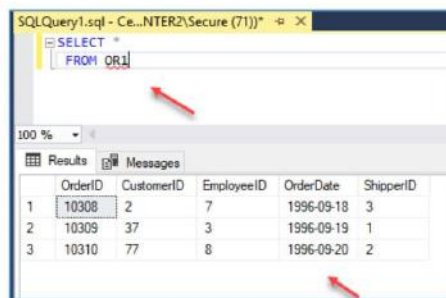 SQLQuery1.sql - Ce...NTER2\Secure (71))*
SELECT *
FROM OR1
100 %
Results Messages
OrderID CustomerID EmployeeID OrderDate ShipperID
1 10308 2 7 1996-09-18 3
2 10309 37 3 1996-09-19 1
3 10310 77 8 1996-09-20 2